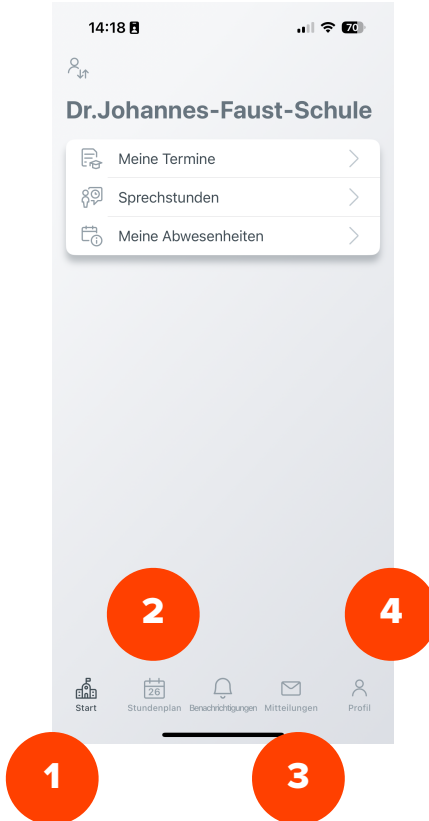 14:18
70
Dr.Johannes-Faust-Schule
Meine Termine
Sprechstunden
Meine Abwesenheiten
2
4
26
Start Stundenplan Benachrichtigungen Mitteilungen Profil
1
3